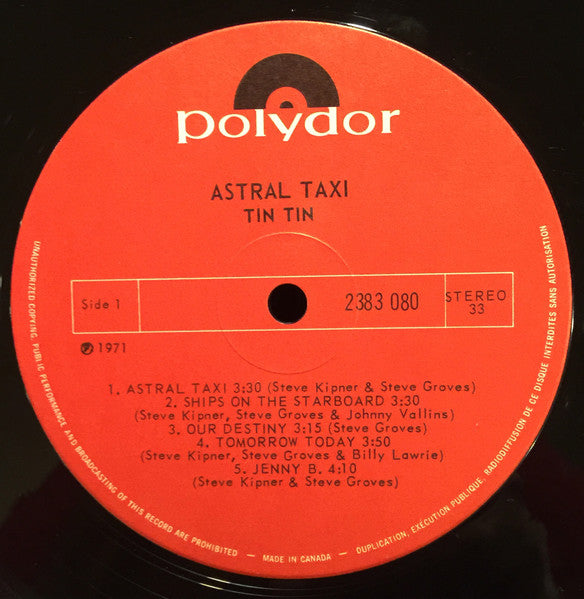 polydor
ASTRAL TAXI
TIN TIN
Side 1
2383 080
STEREO
33
℗ 1971
1. ASTRAL TAXI 3:30 (Steve Kipner & Steve Groves)
2. SHIPS ON THE STARBOARD 3:30
(Steve Kipner, Steve Groves & Johnny Vallins)
3. OUR DESTINY 3:15 (Steve Groves)
4. TOMORROW TODAY 3:50
(Steve Kipner, Steve Groves & Billy Lawrie)
5. JENNY B. 4:10
(Steve Kipner & Steve Groves)
UNAUTHORIZED COPYING, PUBLIC PERFORMANCE AND BROADCASTING OF THIS RECORD ARE PROHIBITED – MADE IN CANADA – DUPLICATION, EXÉCUTION PUBLIQUE, RADIODIFFUSION DE CE DISQUE INTERDITES SANS AUTORISATION